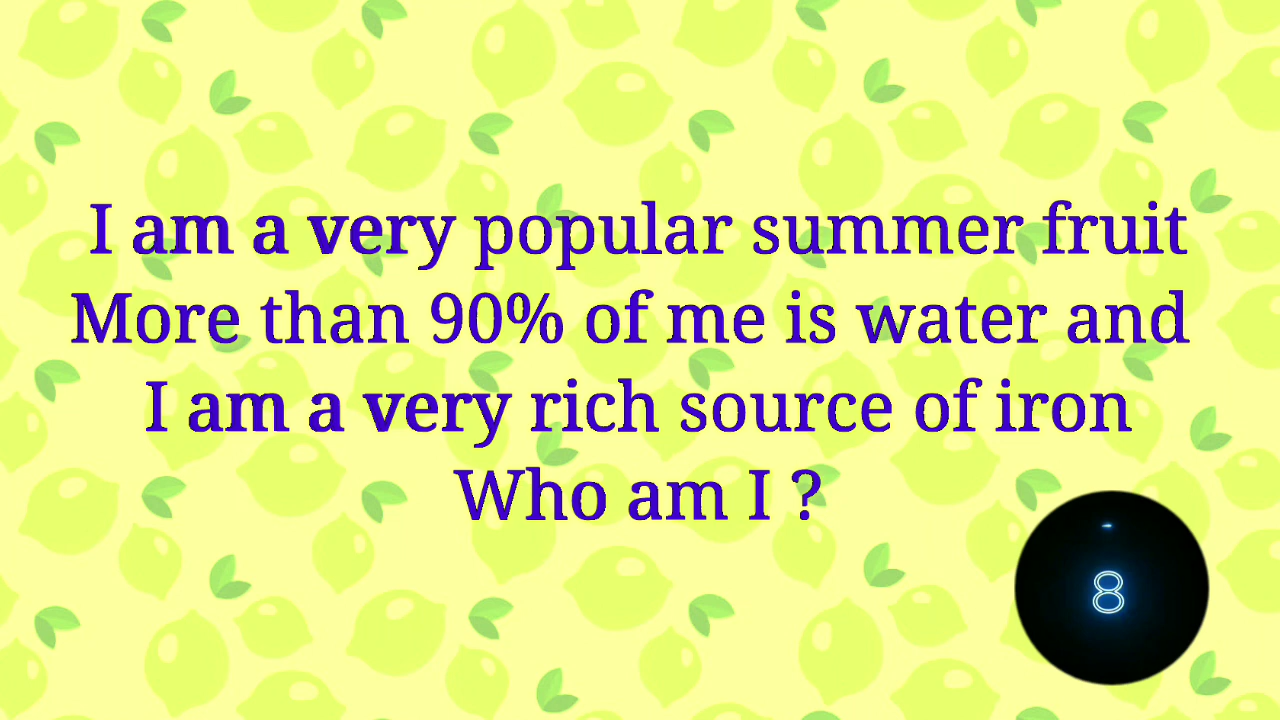 I am a very popular summer fruit
More than 90% of me is water and
I am a very rich source of iron
Who am I ?
8